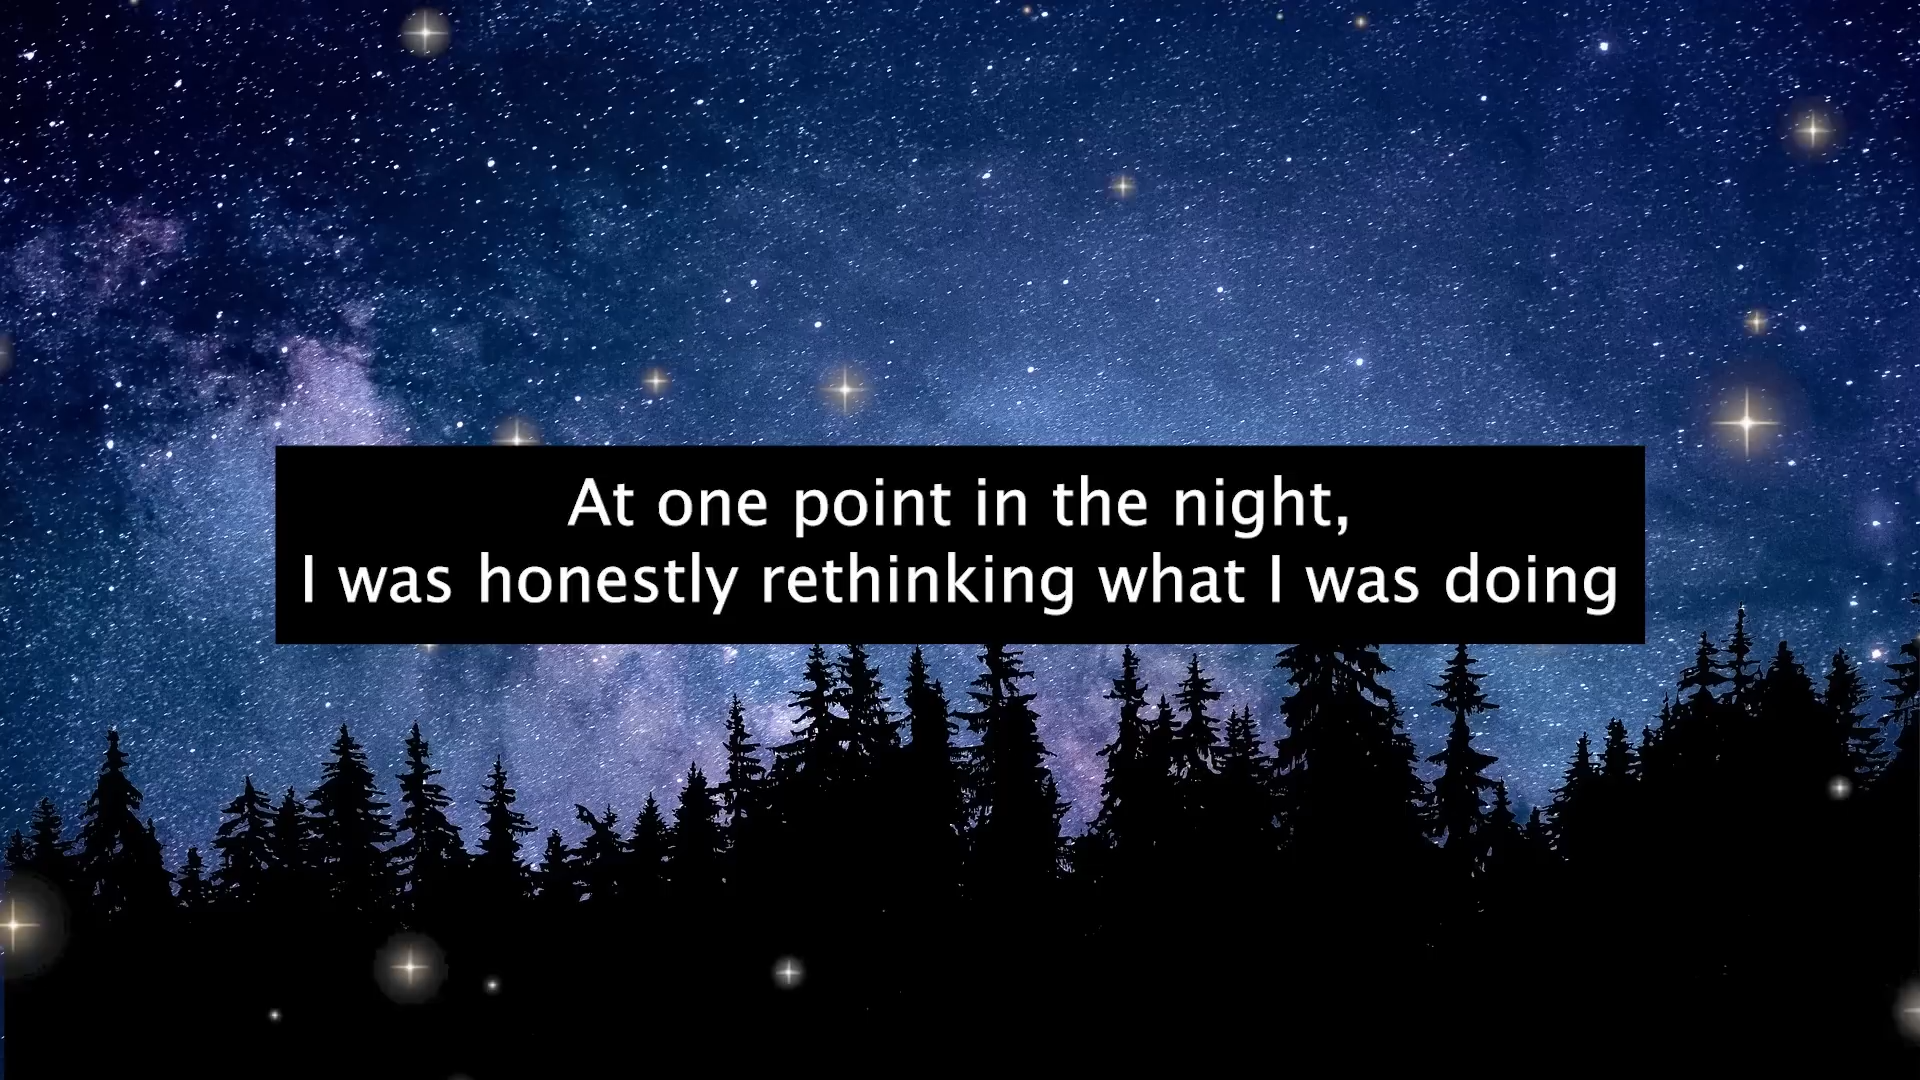 At one point in the night,
I was honestly rethinking what I was doing